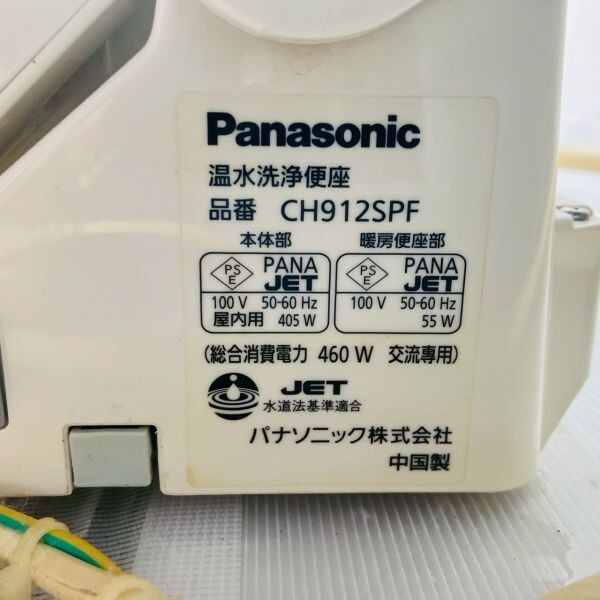 Panasonic
温水洗浄便座
品番 CH912SPF
本体部 暖房便座部
PS E PANA JET PS E PANA JET
100 V 50-60 Hz 100 V 50-60 Hz
屋内用 405 W 55 W
(総合消費電力 460 W 交流専用)
JET
水道法基準適合
パナソニック株式会社
中国製